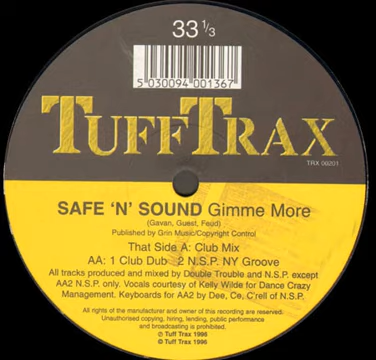 33 1/3
5 030094 001367
TUFFTRAX
TRX 06201
SAFE 'N' SOUND Gimme More
(Gavan, Guest, Feud)
Published by Grin Music/Copyright Control
That Side A: Club Mix
AA: 1 Club Dub 2 N.S.P. NY Groove
All tracks produced and mixed by Double Trouble and N.S.P. except
AA2 N.S.P. only. Vocals courtesy of Kelly Wilde for Dance Crazy
Management. Keyboards for AA2 by Dee, Ce, C'rell of N.S.P.
All rights of the manufacturer and owner of this recording are reserved.
Unauthorised copying, hiring, lending, public performance
and broadcasting is prohibited.
℗ Tuff Trax 1996
© Tuff Trax 1996